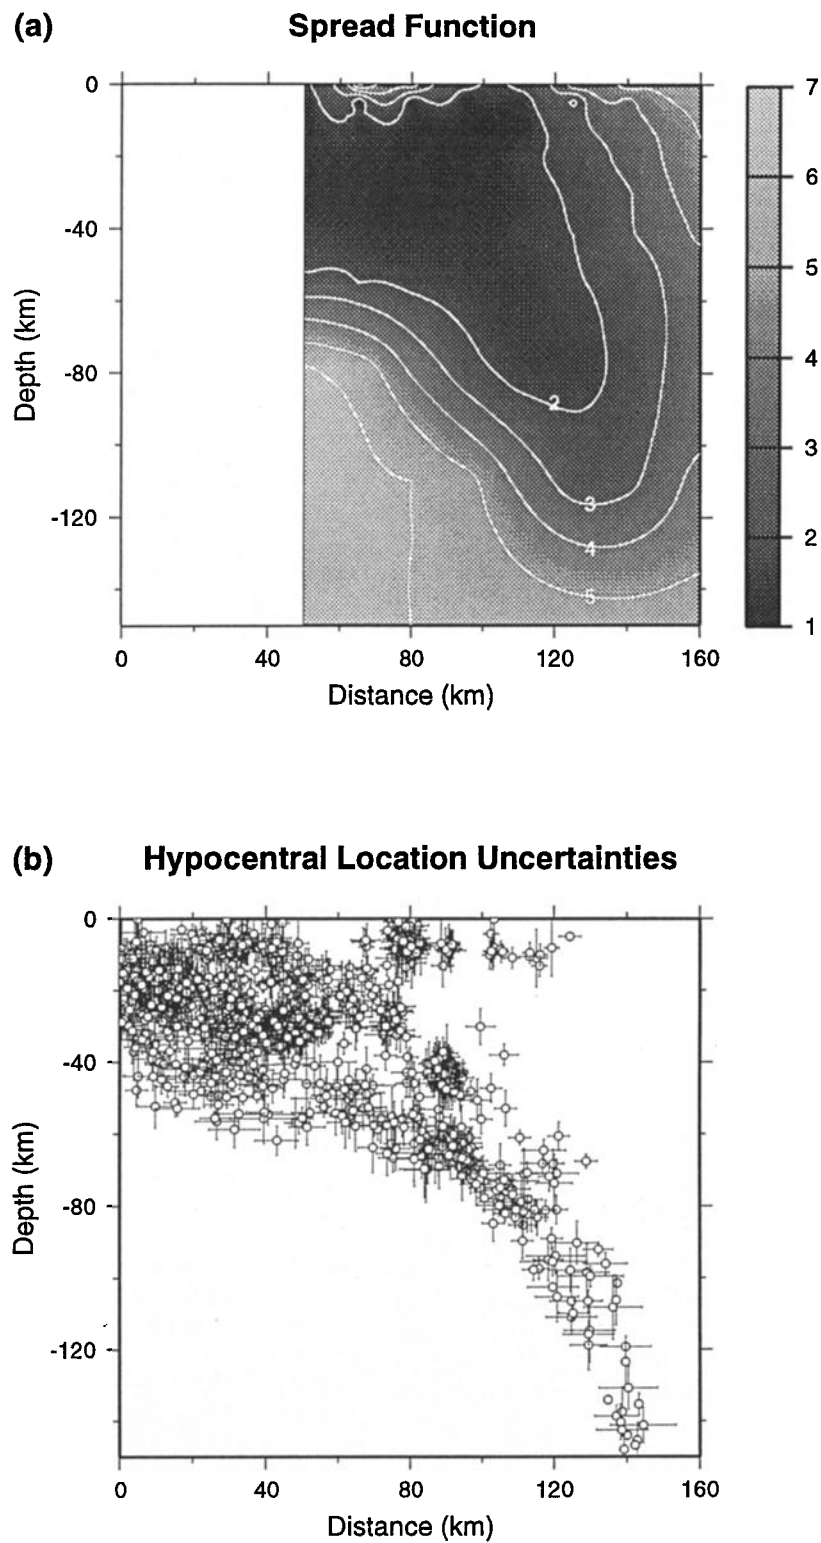 (a) Spread Function
0
-40
-80
-120
Depth (km)
2
3
4
5
7
6
5
4
3
2
1
0 40 80 120 160
Distance (km)
(b) Hypocentral Location Uncertainties
0
-40
-80
-120
Depth (km)
0 40 80 120 160
Distance (km)